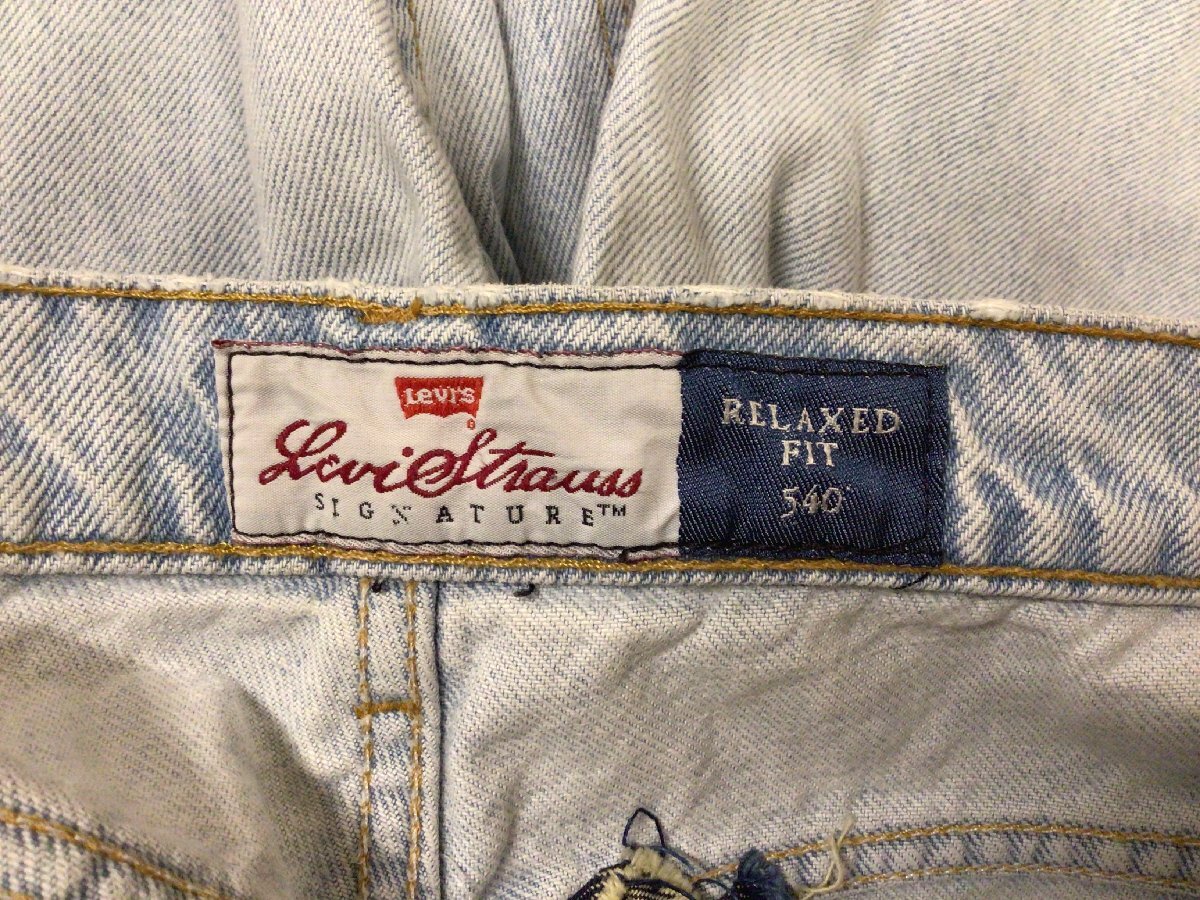 Levi's
®
Levi Strauss
SIGNATURE™
RELAXED
FIT
540